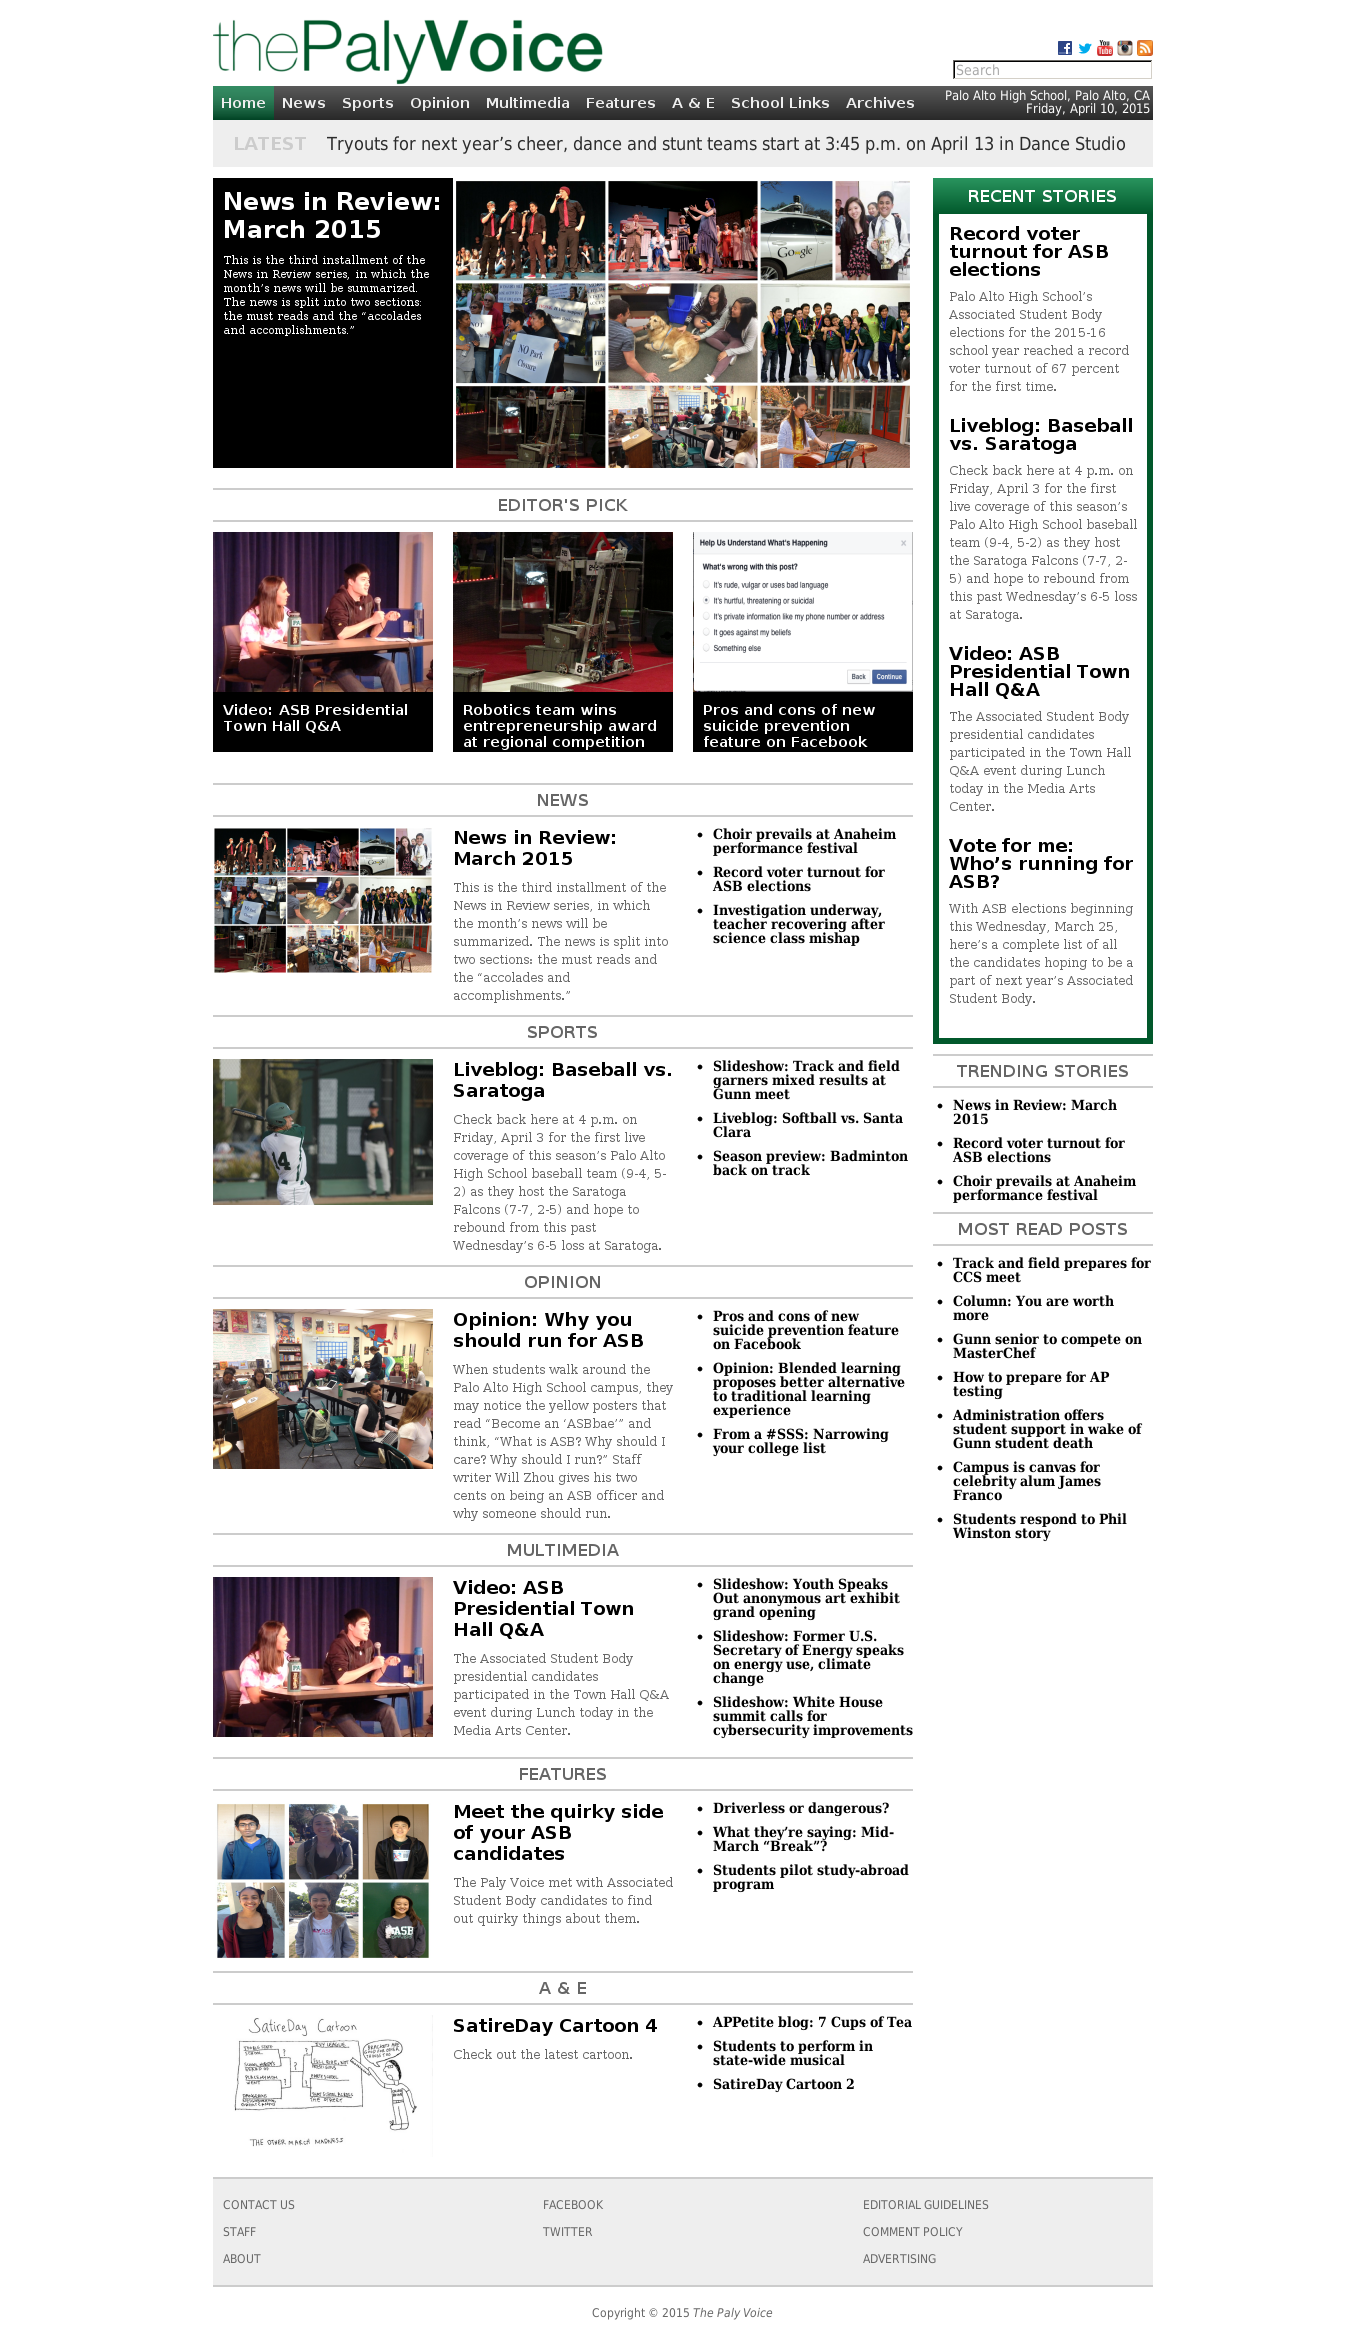 thePalyVoice
Search
Home News Sports Opinion Multimedia Features A & E School Links Archives
Palo Alto High School, Palo Alto, CA
Friday, April 10, 2015
LATEST Tryouts for next year’s cheer, dance and stunt teams start at 3:45 p.m. on April 13 in Dance Studio
News in Review:
March 2015
This is the third installment of the
News in Review series, in which the
month’s news will be summarized.
The news is split into two sections:
the must reads and the “accolades
and accomplishments.”
Google
NO Park
Closure
EDITOR'S PICK
Video: ASB Presidential
Town Hall Q&A
Robotics team wins
entrepreneurship award
at regional competition
Help Us Understand What's Happening
What's wrong with this post?
It's rude, vulgar or uses bad language
It's hurtful, threatening or suicidal
It's private information like my phone number or address
It goes against my beliefs
Something else
Back Continue
Pros and cons of new
suicide prevention
feature on Facebook
NEWS
News in Review:
March 2015
This is the third installment of the
News in Review series, in which
the month’s news will be
summarized. The news is split into
two sections: the must reads and
the “accolades and
accomplishments.”
• Choir prevails at Anaheim
performance festival
• Record voter turnout for
ASB elections
• Investigation underway,
teacher recovering after
science class mishap
SPORTS
14
Liveblog: Baseball vs.
Saratoga
Check back here at 4 p.m. on
Friday, April 3 for the first live
coverage of this season’s Palo Alto
High School baseball team (9-4, 5-
2) as they host the Saratoga
Falcons (7-7, 2-5) and hope to
rebound from this past
Wednesday’s 6-5 loss at Saratoga.
• Slideshow: Track and field
garners mixed results at
Gunn meet
• Liveblog: Softball vs. Santa
Clara
• Season preview: Badminton
back on track
OPINION
Opinion: Why you
should run for ASB
When students walk around the
Palo Alto High School campus, they
may notice the yellow posters that
read “Become an ‘ASBbae’” and
think, “What is ASB? Why should I
care? Why should I run?” Staff
writer Will Zhou gives his two
cents on being an ASB officer and
why someone should run.
• Pros and cons of new
suicide prevention feature
on Facebook
• Opinion: Blended learning
proposes better alternative
to traditional learning
experience
• From a #SSS: Narrowing
your college list
MULTIMEDIA
Video: ASB
Presidential Town
Hall Q&A
The Associated Student Body
presidential candidates
participated in the Town Hall Q&A
event during Lunch today in the
Media Arts Center.
• Slideshow: Youth Speaks
Out anonymous art exhibit
grand opening
• Slideshow: Former U.S.
Secretary of Energy speaks
on energy use, climate
change
• Slideshow: White House
summit calls for
cybersecurity improvements
FEATURES
ASB
Meet the quirky side
of your ASB
candidates
The Paly Voice met with Associated
Student Body candidates to find
out quirky things about them.
• Driverless or dangerous?
• What they’re saying: Mid-
March “Break”?
• Students pilot study-abroad
program
A & E
SatireDay Cartoon
THE OTHER MARCH MADNESS
SatireDay Cartoon 4
Check out the latest cartoon.
• APPetite blog: 7 Cups of Tea
• Students to perform in
state-wide musical
• SatireDay Cartoon 2
RECENT STORIES
Record voter
turnout for ASB
elections
Palo Alto High School’s
Associated Student Body
elections for the 2015-16
school year reached a record
voter turnout of 67 percent
for the first time.
Liveblog: Baseball
vs. Saratoga
Check back here at 4 p.m. on
Friday, April 3 for the first
live coverage of this season’s
Palo Alto High School baseball
team (9-4, 5-2) as they host
the Saratoga Falcons (7-7, 2-
5) and hope to rebound from
this past Wednesday’s 6-5 loss
at Saratoga.
Video: ASB
Presidential Town
Hall Q&A
The Associated Student Body
presidential candidates
participated in the Town Hall
Q&A event during Lunch
today in the Media Arts
Center.
Vote for me:
Who’s running for
ASB?
With ASB elections beginning
this Wednesday, March 25,
here’s a complete list of all
the candidates hoping to be a
part of next year’s Associated
Student Body.
TRENDING STORIES
• News in Review: March
2015
• Record voter turnout for
ASB elections
• Choir prevails at Anaheim
performance festival
MOST READ POSTS
• Track and field prepares for
CCS meet
• Column: You are worth
more
• Gunn senior to compete on
MasterChef
• How to prepare for AP
testing
• Administration offers
student support in wake of
Gunn student death
• Campus is canvas for
celebrity alum James
Franco
• Students respond to Phil
Winston story
CONTACT US FACEBOOK EDITORIAL GUIDELINES
STAFF TWITTER COMMENT POLICY
ABOUT ADVERTISING
Copyright © 2015 The Paly Voice